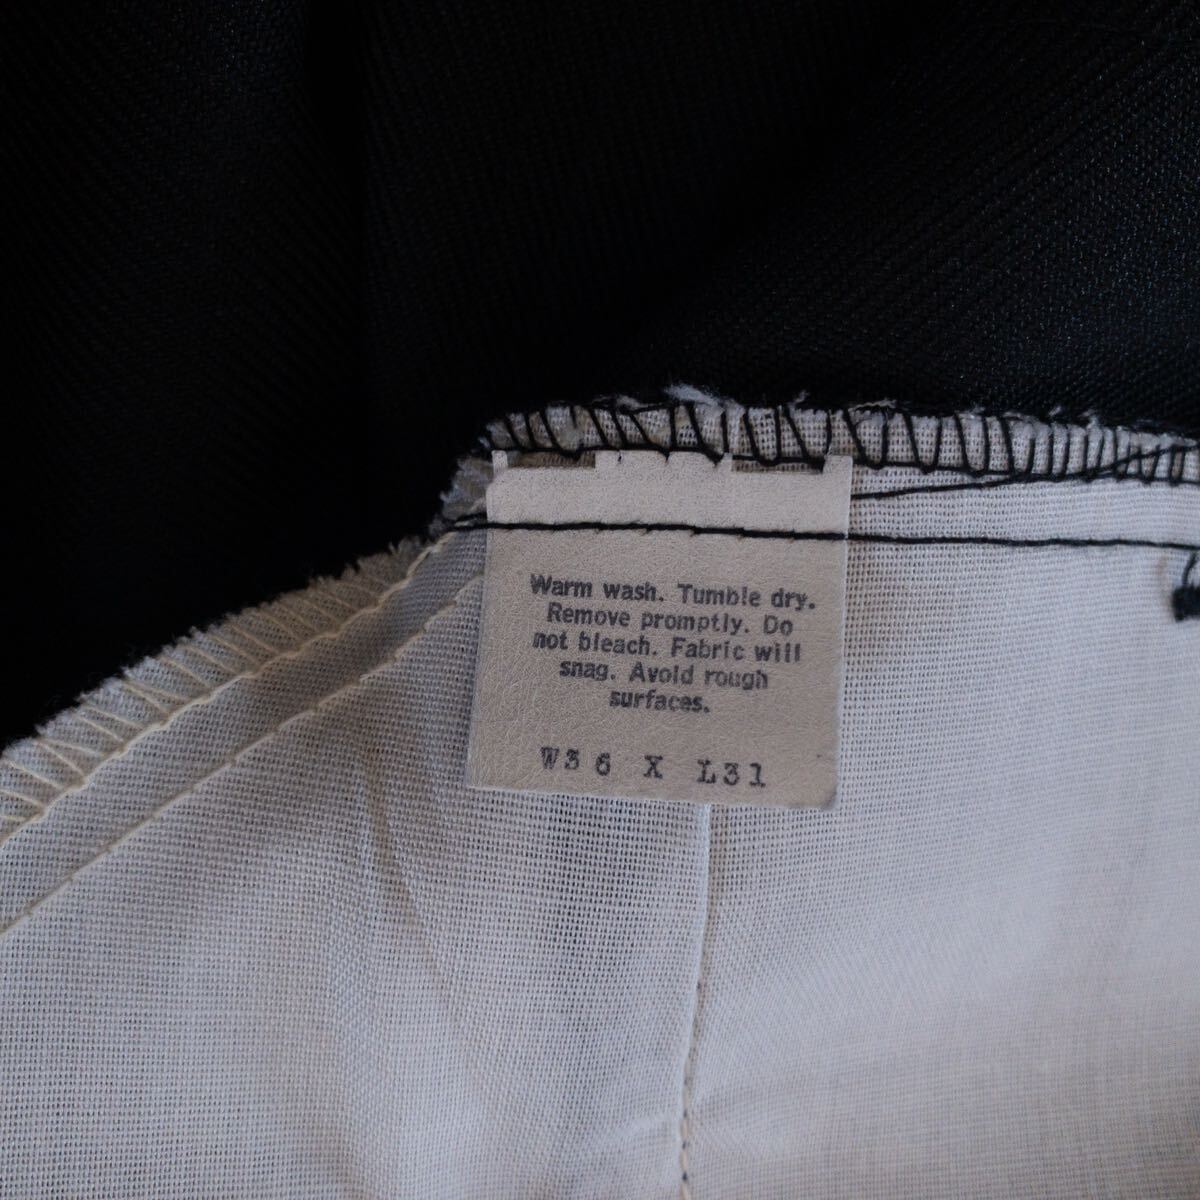 Warm wash. Tumble dry.
Remove promptly. Do
not bleach. Fabric will
snag. Avoid rough
surfaces.
W36 X L31